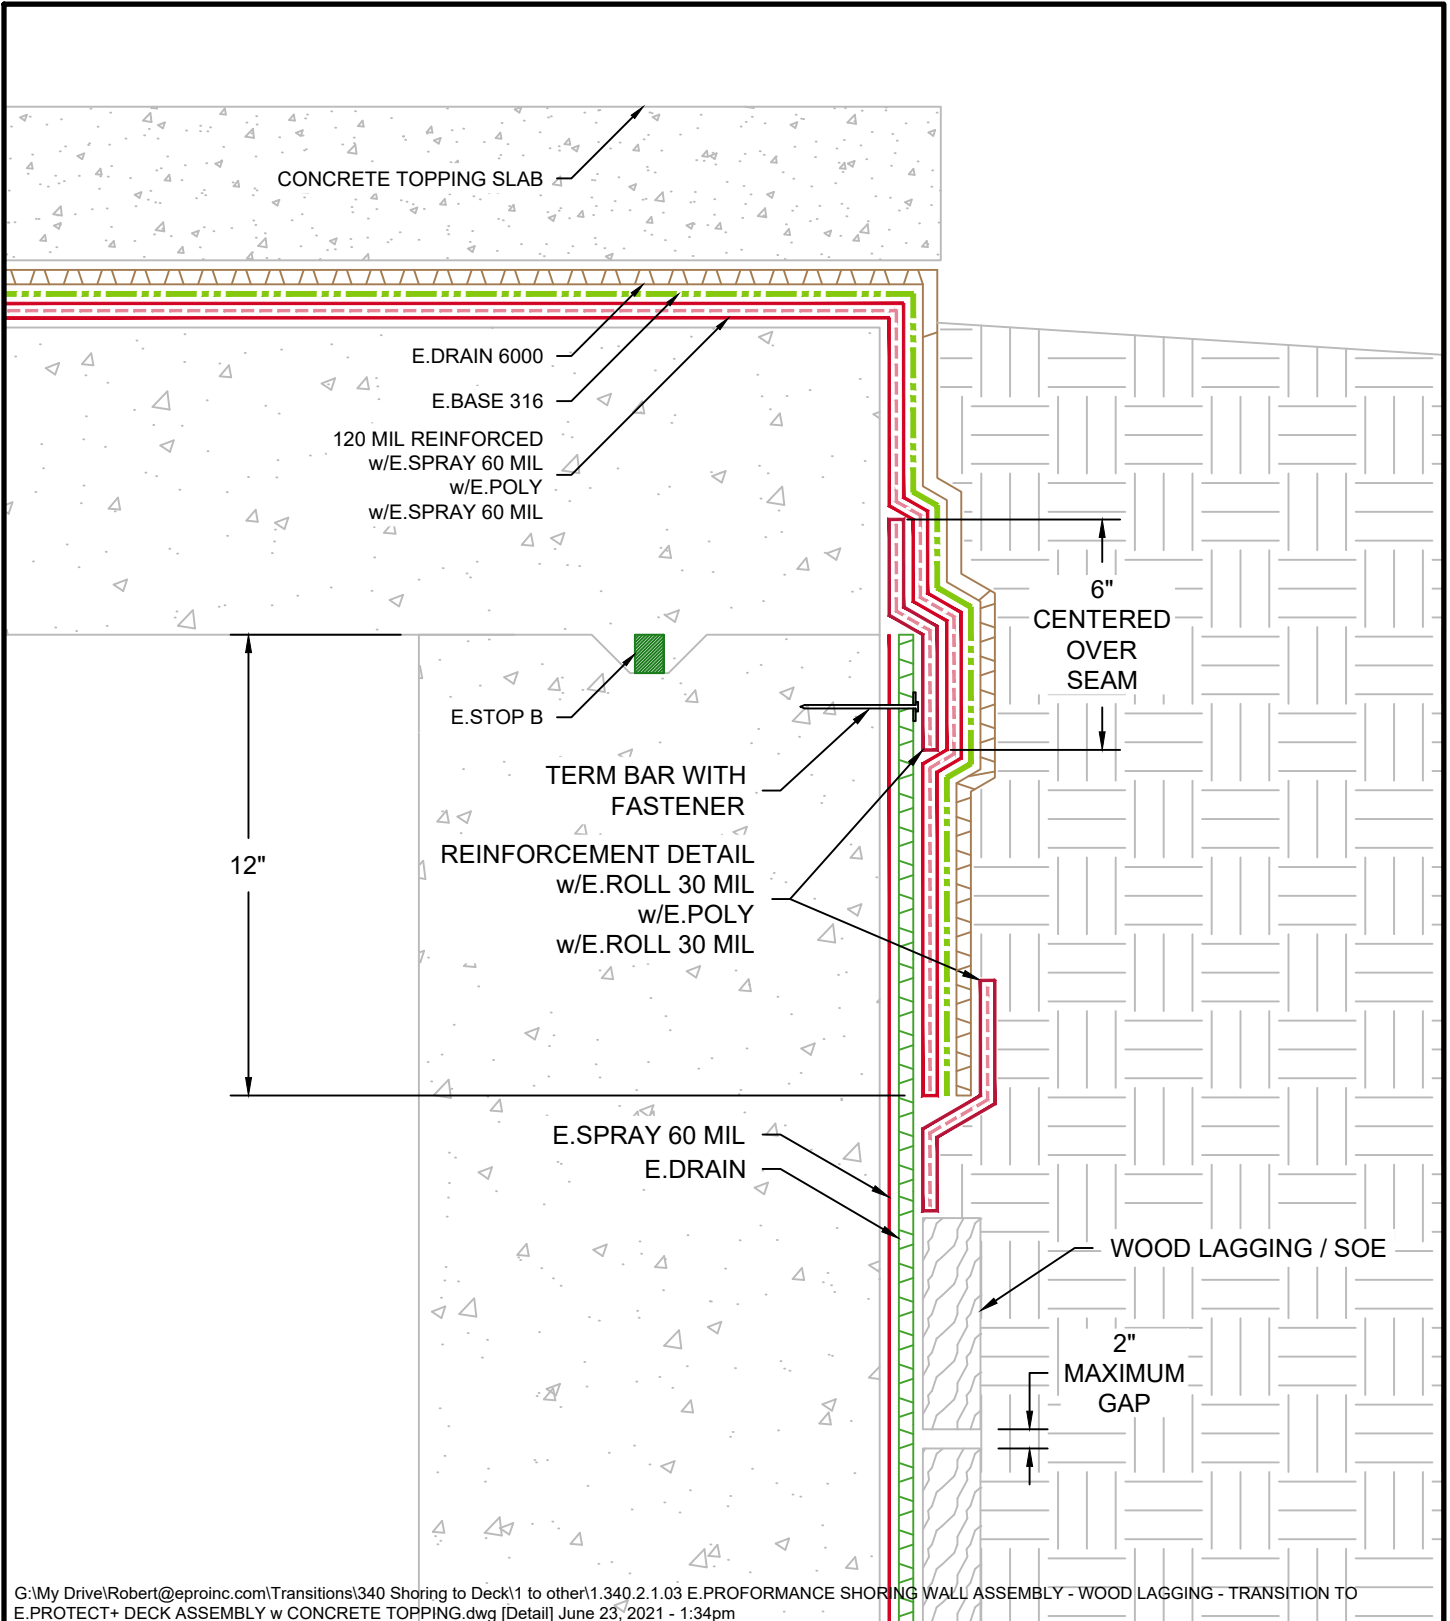 CONCRETE TOPPING SLAB
E.DRAIN 6000
E.BASE 316
120 MIL REINFORCED
w/E.SPRAY 60 MIL
w/E.POLY
w/E.SPRAY 60 MIL
6"
CENTERED
OVER
SEAM
E.STOP B
TERM BAR WITH
FASTENER
12"
REINFORCEMENT DETAIL
w/E.ROLL 30 MIL
w/E.POLY
w/E.ROLL 30 MIL
E.SPRAY 60 MIL
E.DRAIN
WOOD LAGGING / SOE
2"
MAXIMUM
GAP
G:\My Drive\Robert@eproinc.com\Transitions\340 Shoring to Deck\1 to other\1.340.2.1.03 E.PROFORMANCE SHORING WALL ASSEMBLY - WOOD LAGGING - TRANSITION TO
E.PROTECT+ DECK ASSEMBLY w CONCRETE TOPPING.dwg [Detail] June 23, 2021 - 1:34pm